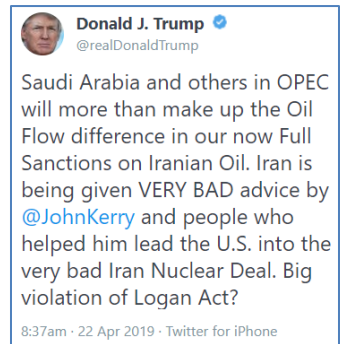 Donald J. Trump
@realDonaldTrump
Saudi Arabia and others in OPEC
will more than make up the Oil
Flow difference in our now Full
Sanctions on Iranian Oil. Iran is
being given VERY BAD advice by
@JohnKerry and people who
helped him lead the U.S. into the
very bad Iran Nuclear Deal. Big
violation of Logan Act?
8:37am · 22 Apr 2019 · Twitter for iPhone